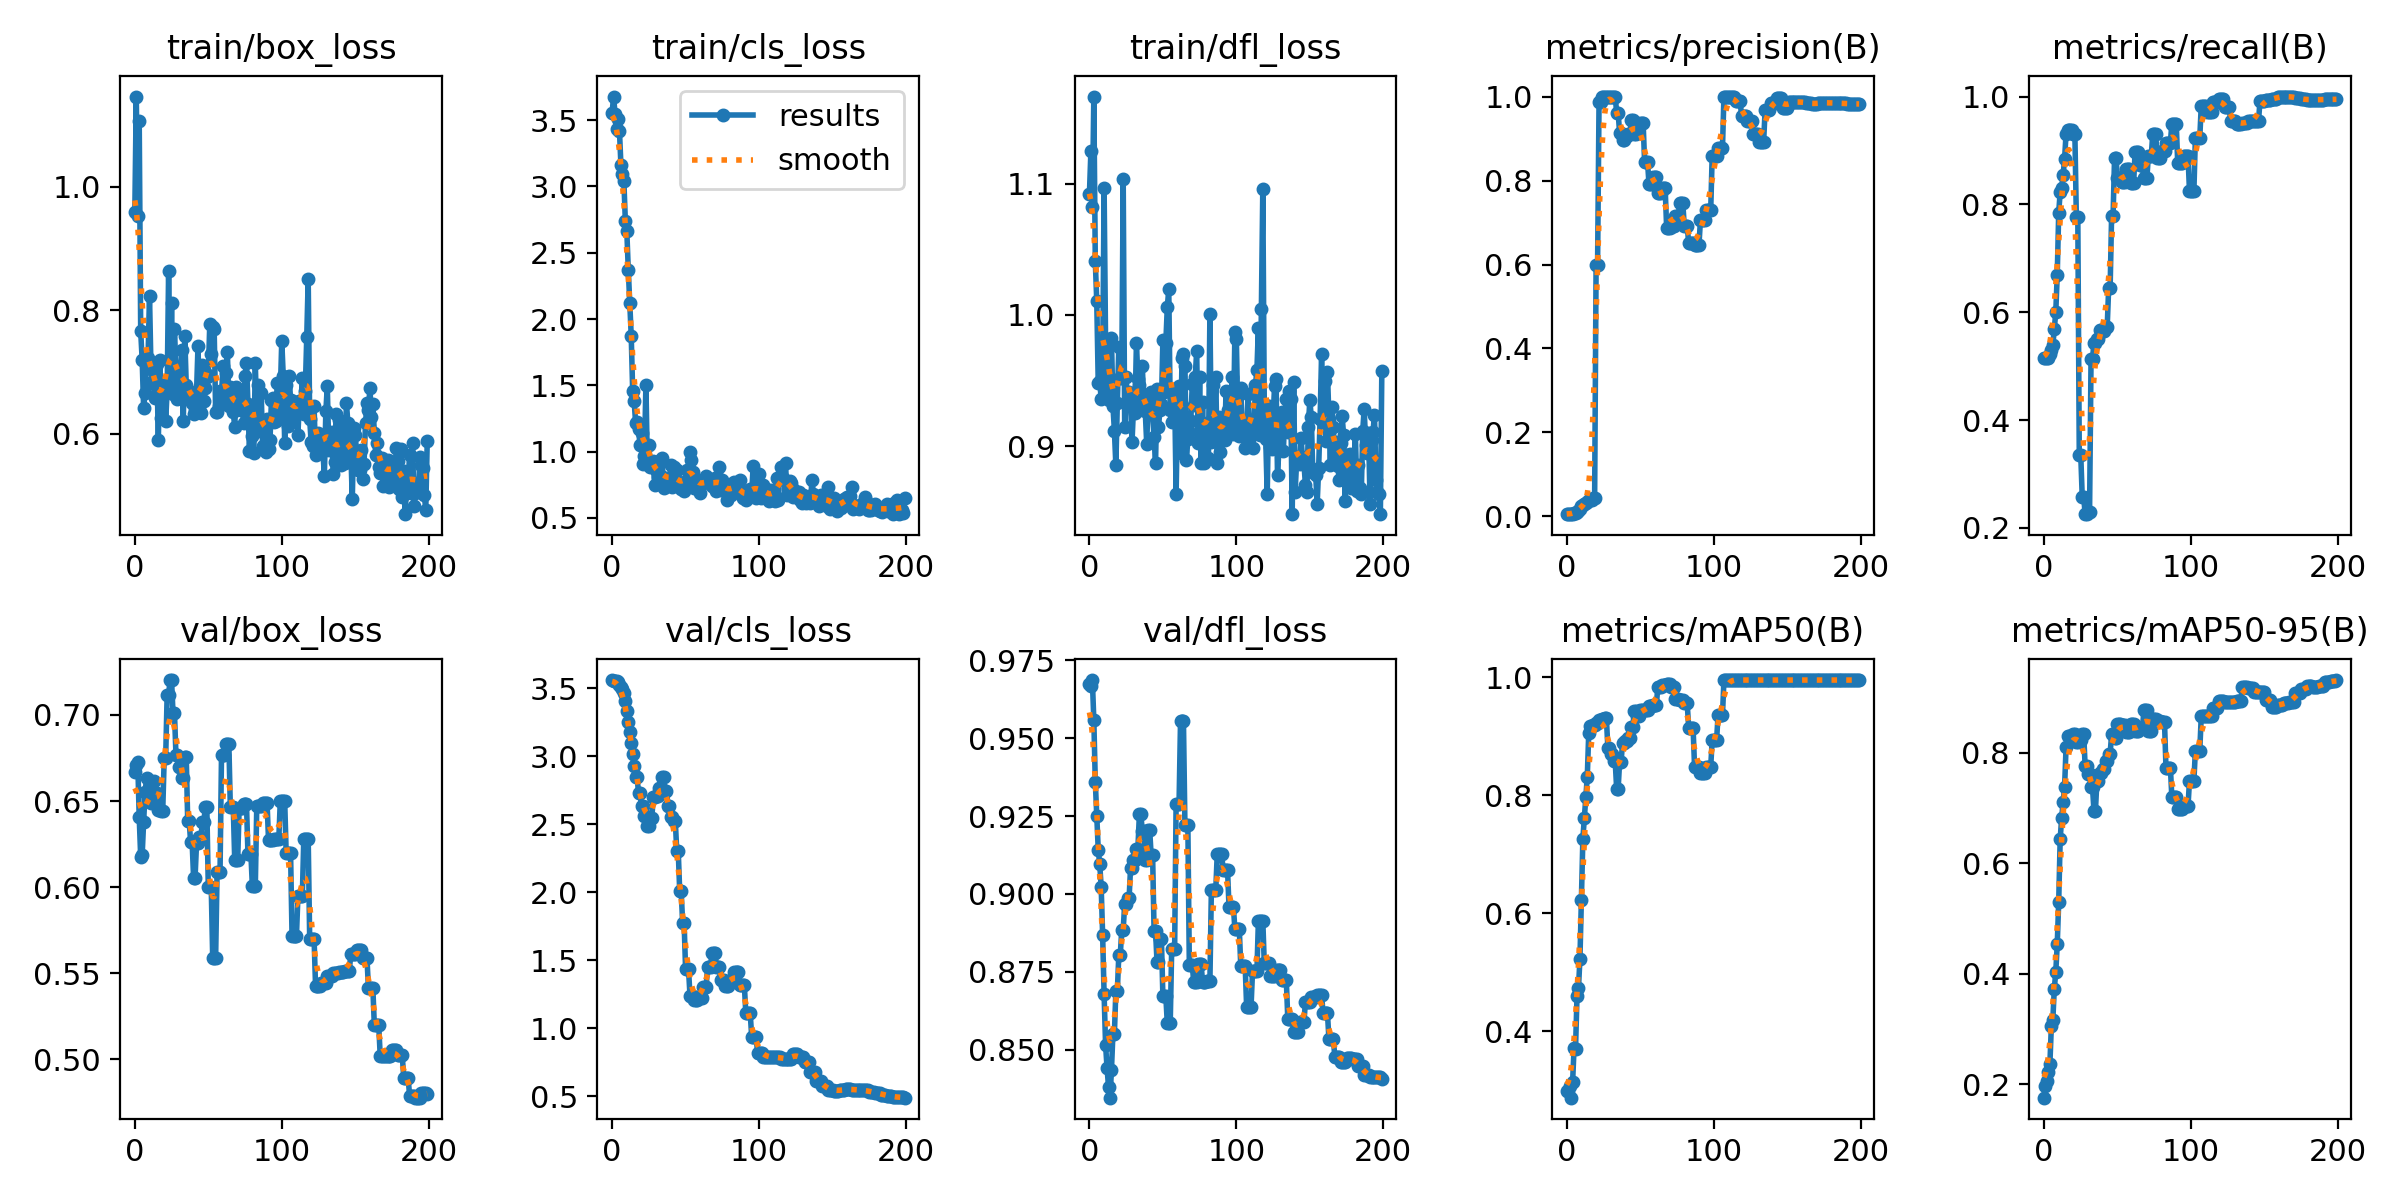 train/box_loss
train/cls_loss
train/dfl_loss
metrics/precision(B)
metrics/recall(B)
1.0
0.8
0.6
0 100 200
results
smooth
3.5
3.0
2.5
2.0
1.5
1.0
0.5
0 100 200
1.1
1.0
0.9
0 100 200
1.0
0.8
0.6
0.4
0.2
0.0
0 100 200
1.0
0.8
0.6
0.4
0.2
0 100 200
val/box_loss
val/cls_loss
val/dfl_loss
metrics/mAP50(B)
metrics/mAP50-95(B)
0.70
0.65
0.60
0.55
0.50
0 100 200
3.5
3.0
2.5
2.0
1.5
1.0
0.5
0 100 200
0.975
0.950
0.925
0.900
0.875
0.850
0 100 200
1.0
0.8
0.6
0.4
0 100 200
0.8
0.6
0.4
0.2
0 100 200